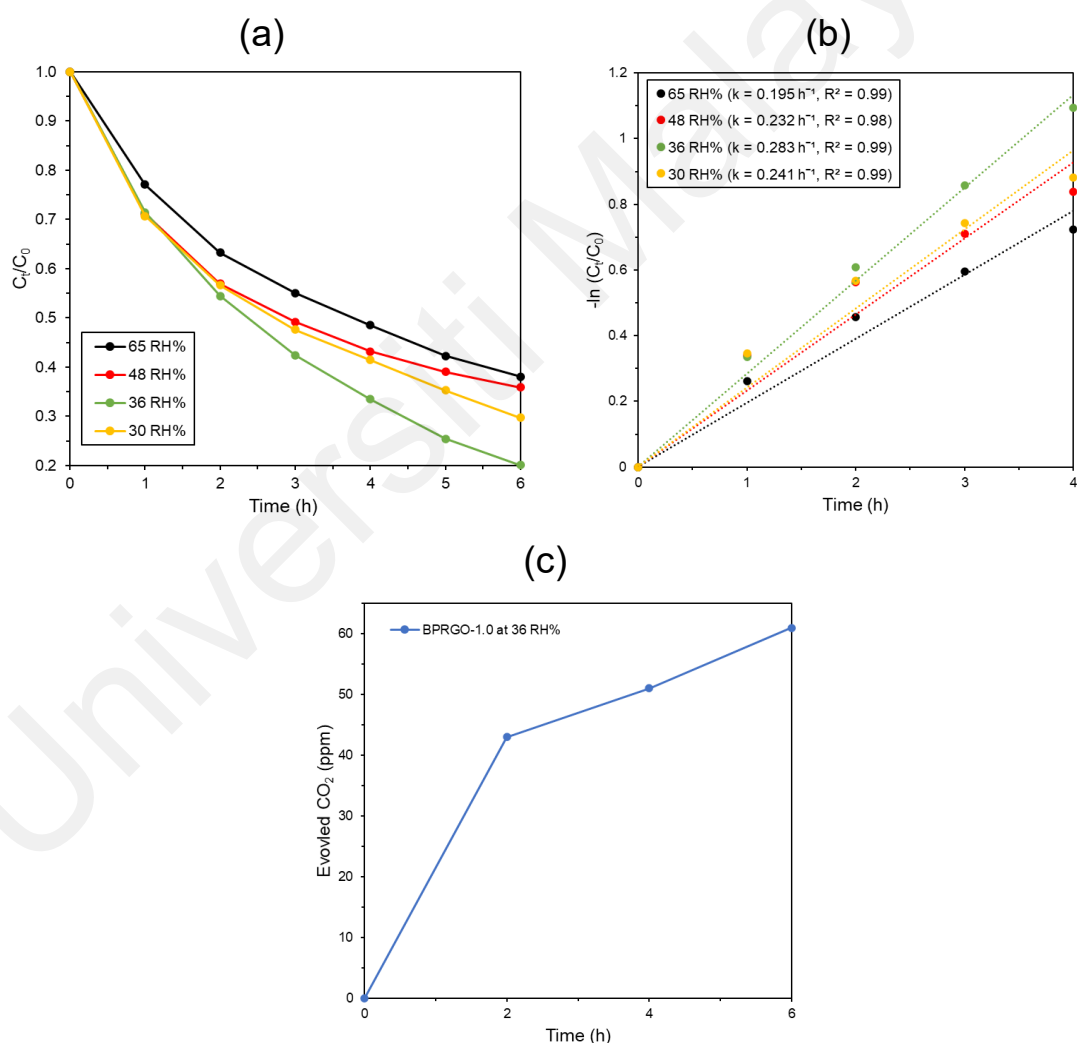 (a)
1.0
0.9
0.8
0.7
0.6
0.5
0.4
0.3
0.2
Cₜ/C₀
65 RH%
48 RH%
36 RH%
30 RH%
0 1 2 3 4 5 6
Time (h)
(b)
1.2
1
0.8
0.6
0.4
0.2
0
-ln (Cₜ/C₀)
65 RH% (k = 0.195 h⁻¹, R² = 0.99)
48 RH% (k = 0.232 h⁻¹, R² = 0.98)
36 RH% (k = 0.283 h⁻¹, R² = 0.99)
30 RH% (k = 0.241 h⁻¹, R² = 0.99)
0 1 2 3 4
Time (h)
(c)
60
50
40
30
20
10
0
Evovled CO₂ (ppm)
BPRGO-1.0 at 36 RH%
0 2 4 6
Time (h)
Universiti Malay